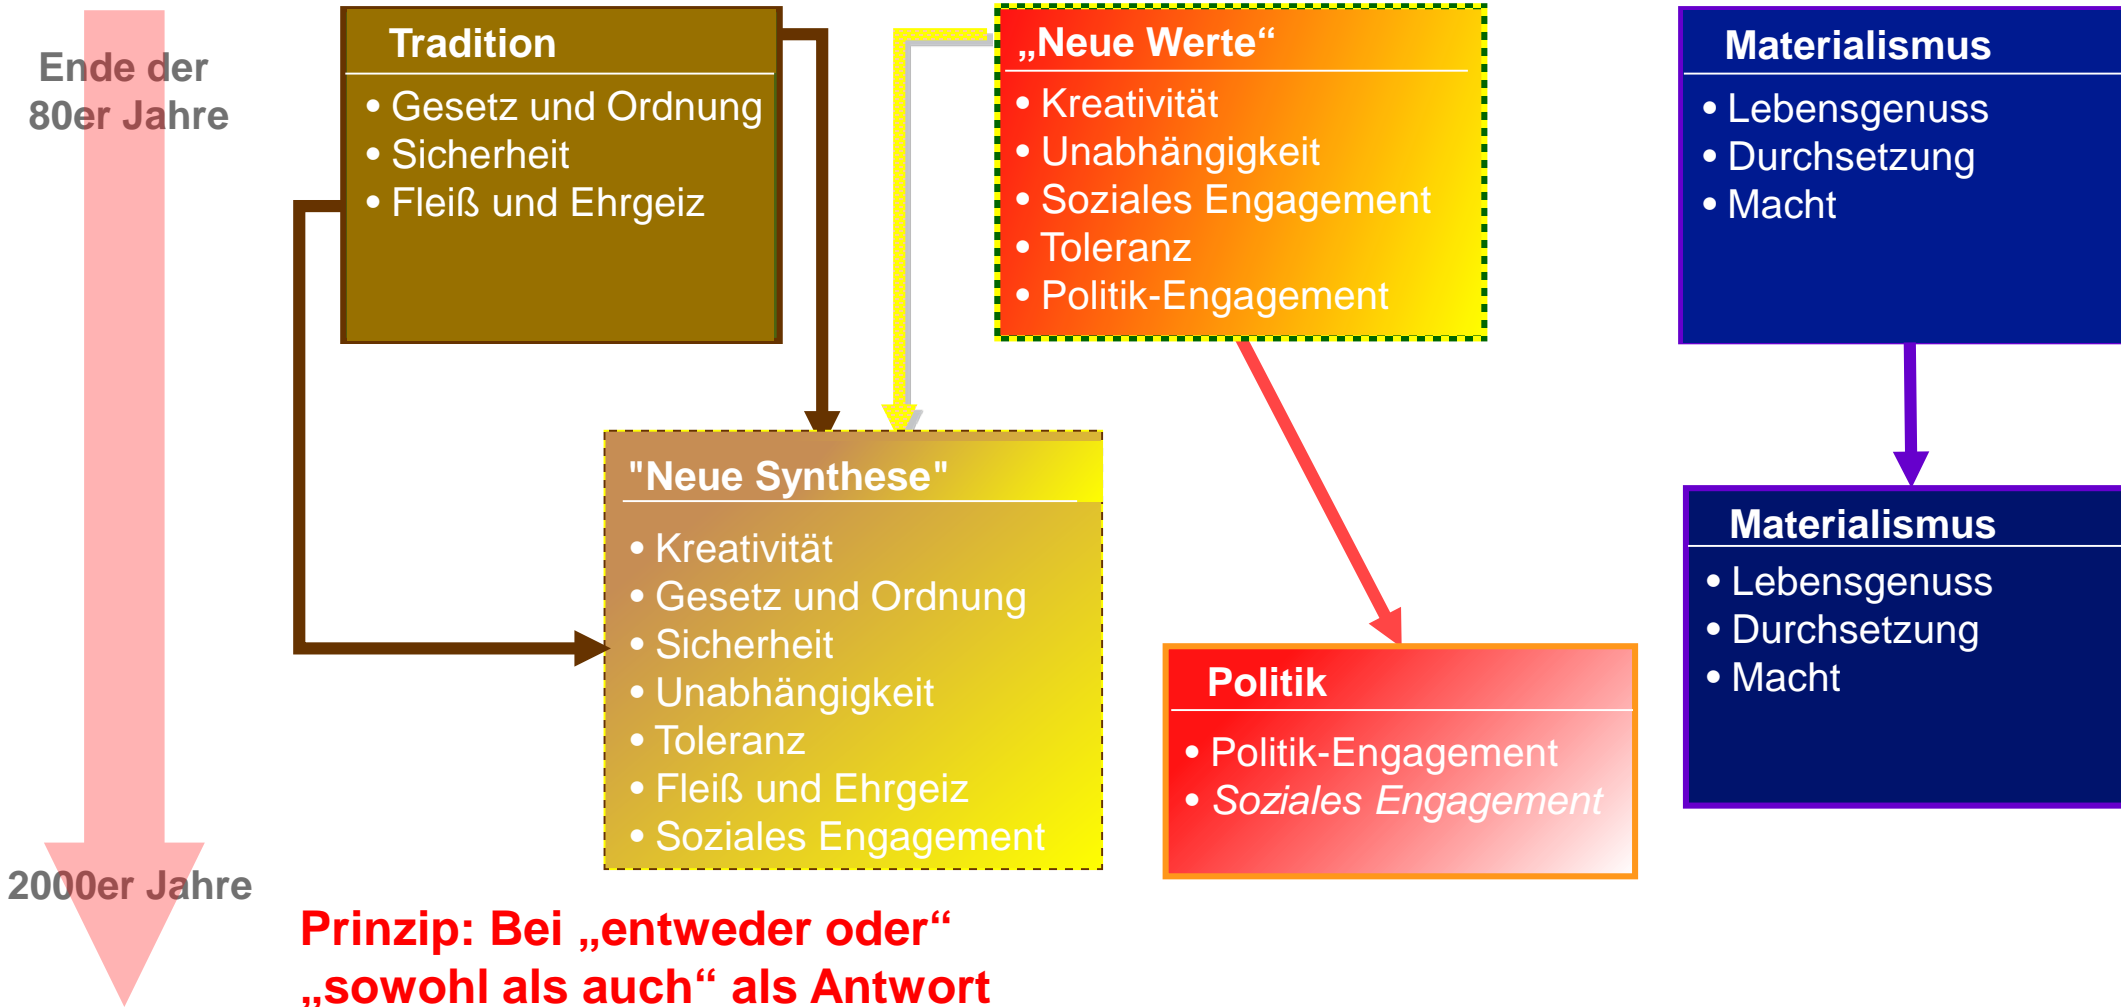 Ende der
80er Jahre
Tradition
• Gesetz und Ordnung
• Sicherheit
• Fleiß und Ehrgeiz
„Neue Werte“
• Kreativität
• Unabhängigkeit
• Soziales Engagement
• Toleranz
• Politik-Engagement
Materialismus
• Lebensgenuss
• Durchsetzung
• Macht
"Neue Synthese"
• Kreativität
• Gesetz und Ordnung
• Sicherheit
• Unabhängigkeit
• Toleranz
• Fleiß und Ehrgeiz
• Soziales Engagement
Politik
• Politik-Engagement
• Soziales Engagement
Materialismus
• Lebensgenuss
• Durchsetzung
• Macht
2000er Jahre
Prinzip: Bei „entweder oder“
„sowohl als auch“ als Antwort